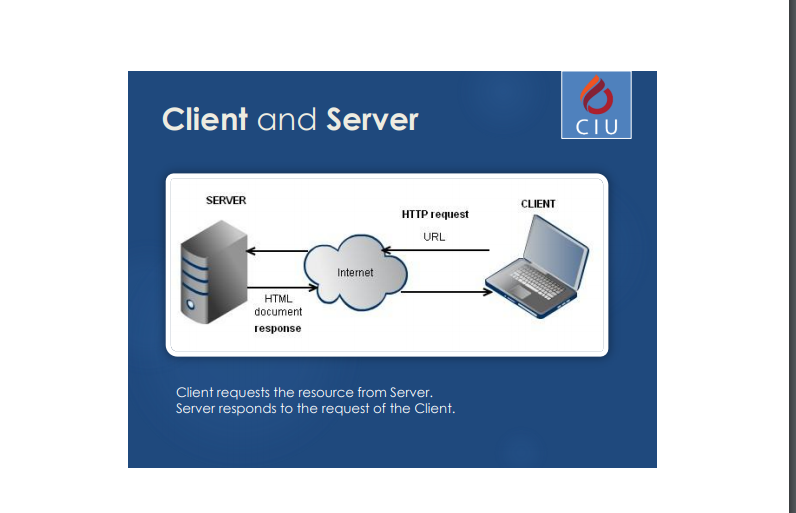 Client and Server
CIU
SERVER
CLIENT
HTTP request
URL
Internet
HTML
document
response
Client requests the resource from Server.
Server responds to the request of the Client.